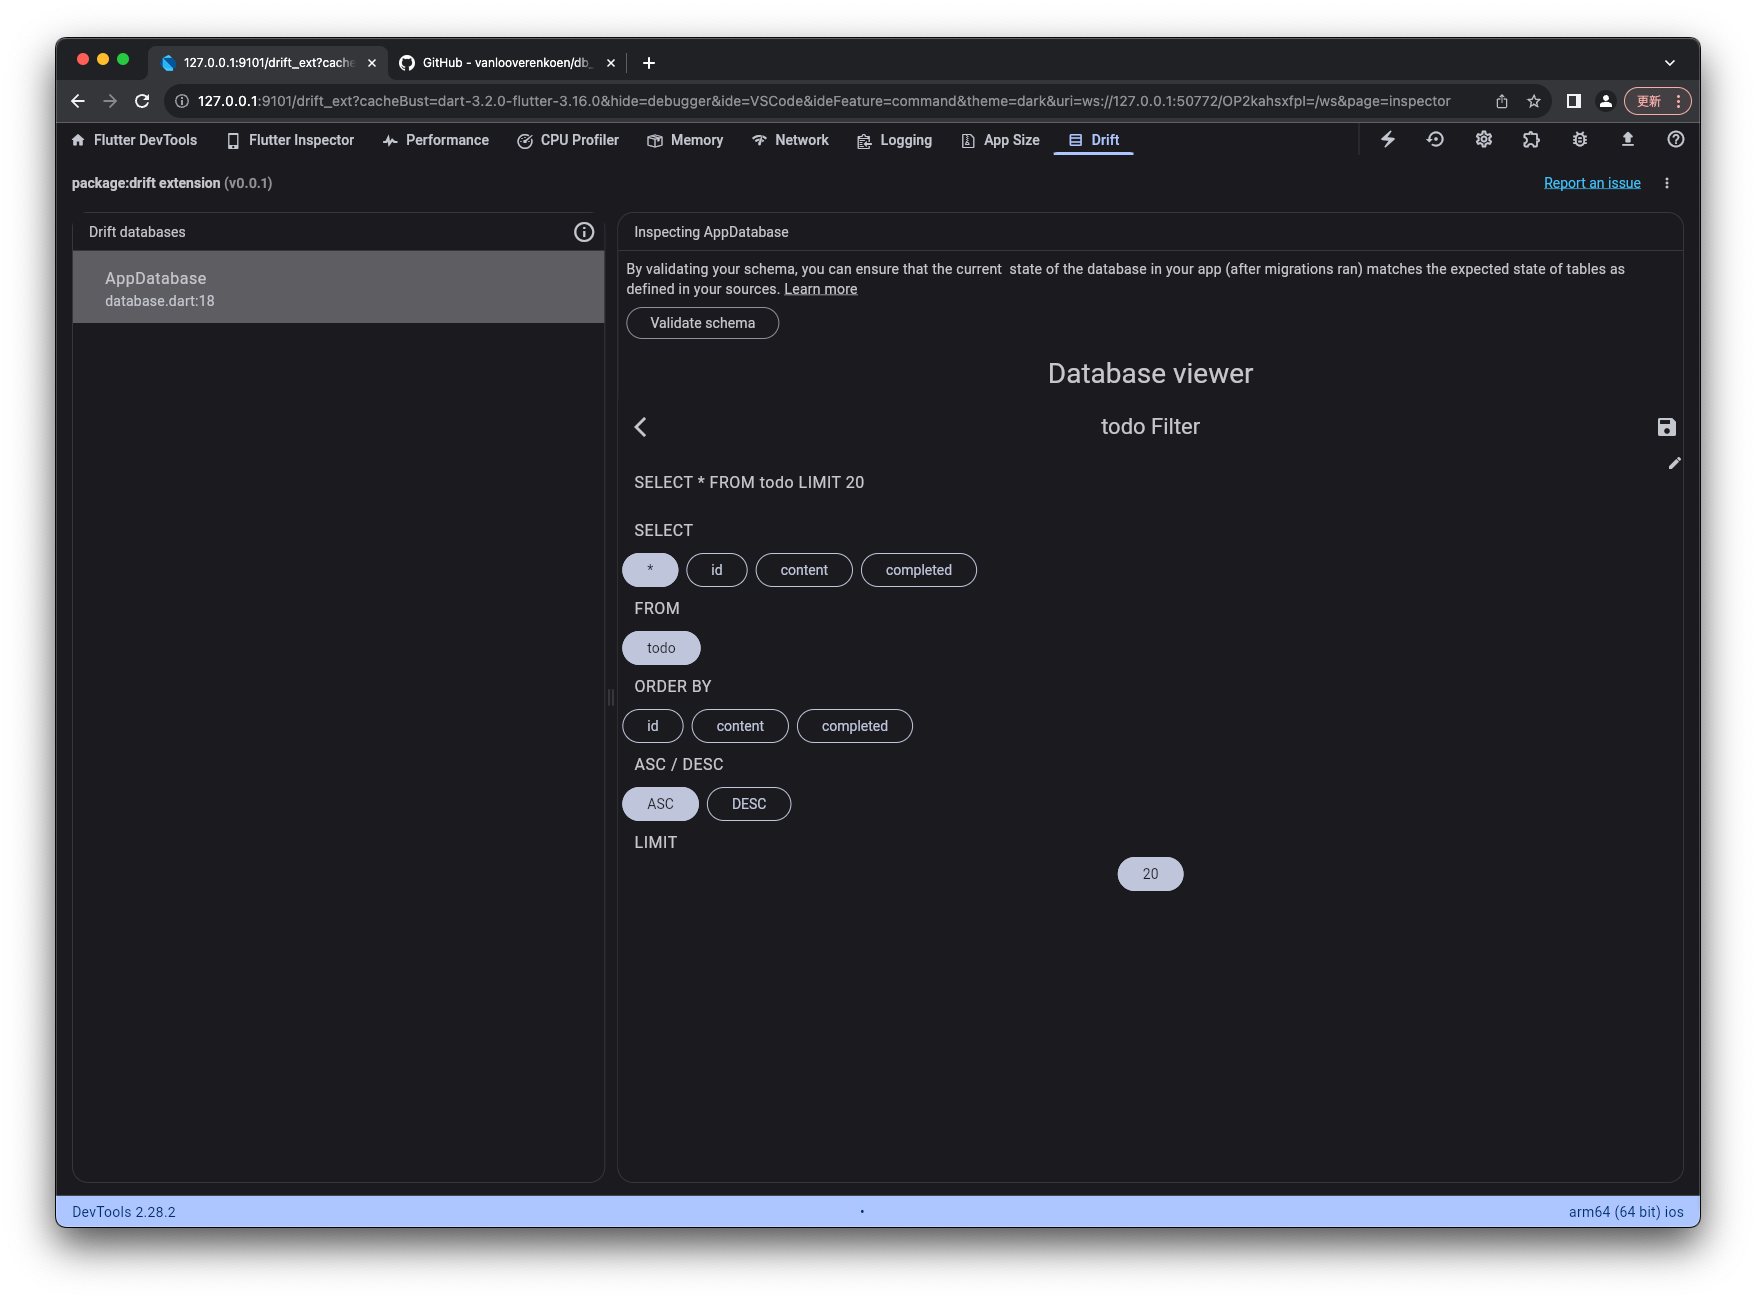 127.0.0.1:9101/drift_ext?cache
GitHub - vanlooverenkoen/db_
127.0.0.1:9101/drift_ext?cacheBust=dart-3.2.0-flutter-3.16.0&hide=debugger&ide=VSCode&ideFeature=command&theme=dark&uri=ws://127.0.0.1:50772/OP2kahsxfpI=/ws&page=inspector
更新
Flutter DevTools
Flutter Inspector
Performance
CPU Profiler
Memory
Network
Logging
App Size
Drift
package:drift extension (v0.0.1)
Report an issue
Drift databases
AppDatabase
database.dart:18
Inspecting AppDatabase
By validating your schema, you can ensure that the current  state of the database in your app (after migrations ran) matches the expected state of tables as
defined in your sources. Learn more
Validate schema
Database viewer
todo Filter
SELECT * FROM todo LIMIT 20
SELECT
*
id
content
completed
FROM
todo
ORDER BY
id
content
completed
ASC / DESC
ASC
DESC
LIMIT
20
DevTools 2.28.2
•
arm64 (64 bit) ios